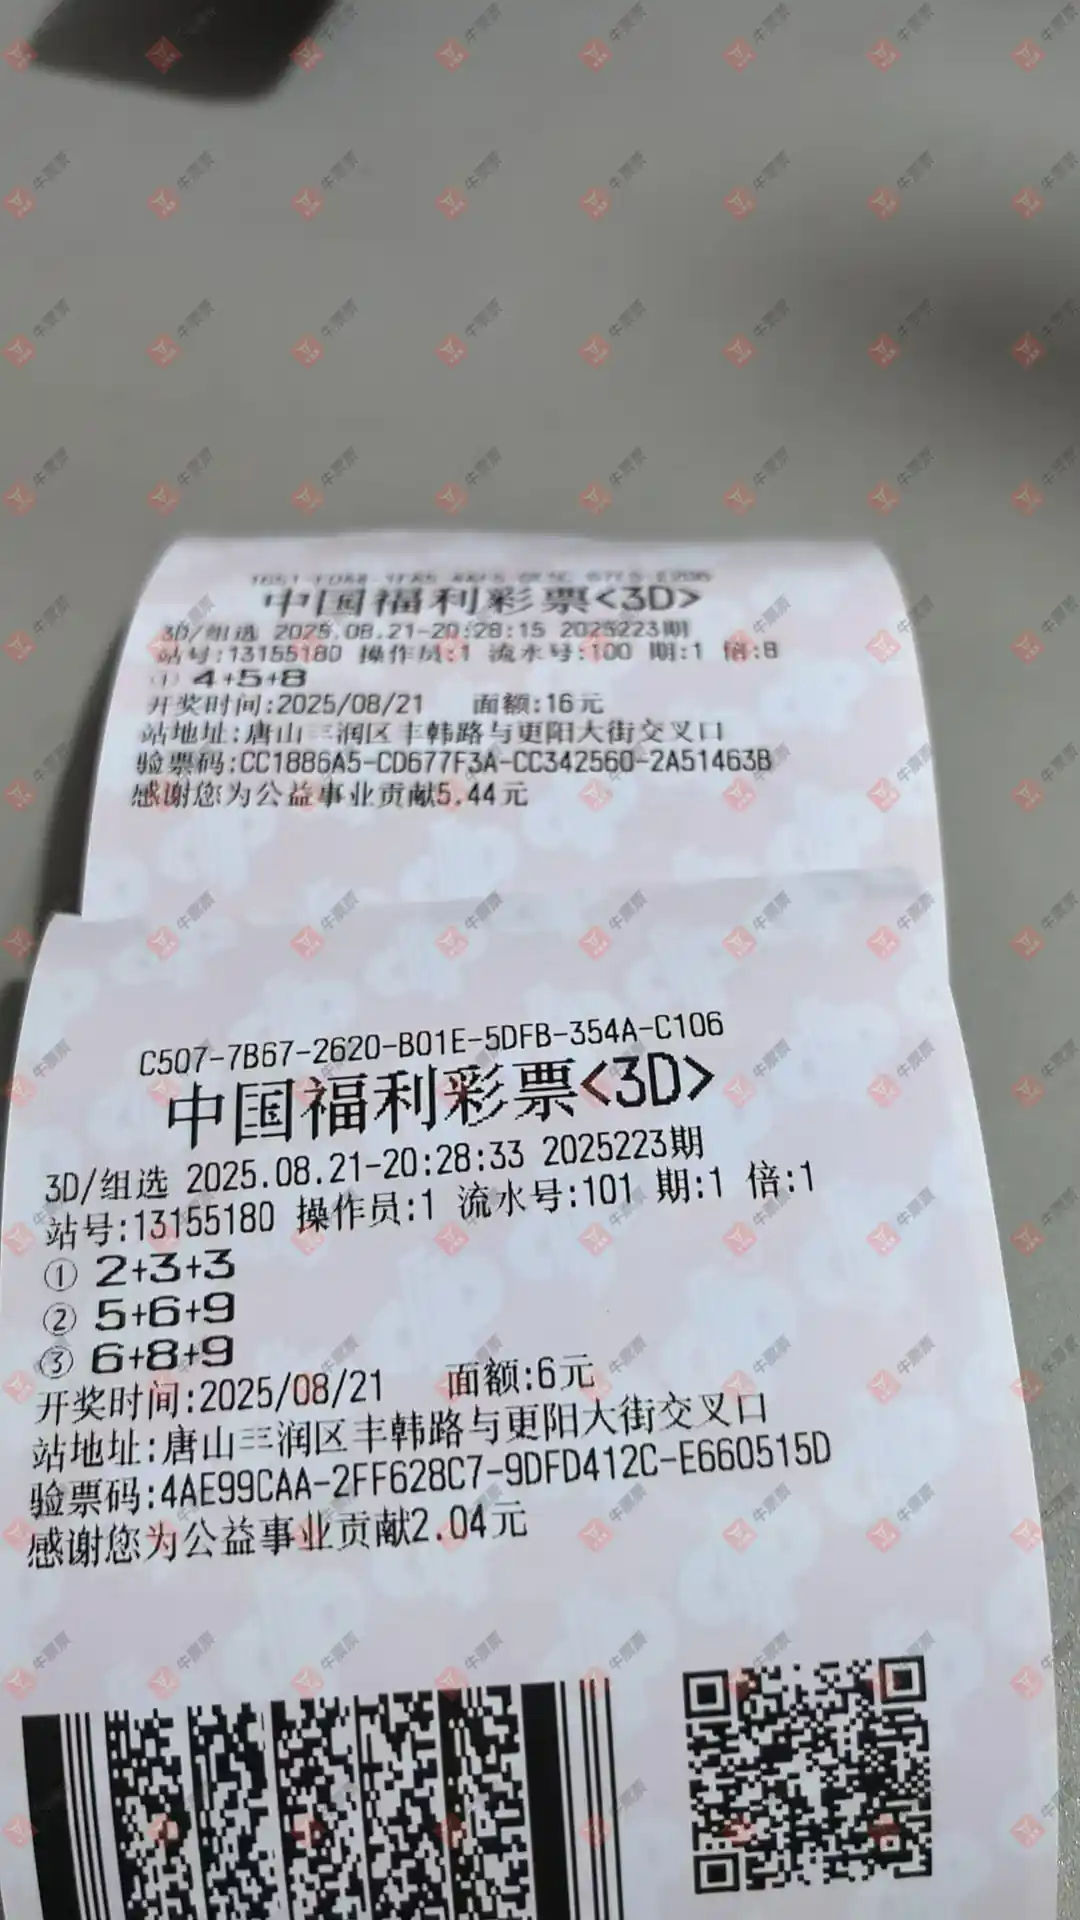 中国福利彩票<3D>
3D/组选 2025.08.21-20:28:15 2025223期
站号:13155180 操作员:1 流水号:100 期:1 倍:8
① 4+5+8
开奖时间:2025/08/21 面额:16元
站地址:唐山三润区丰韩路与更阳大街交叉口
验票码:CC1886A5-CD677F3A-CC342560-2A51463B
感谢您为公益事业贡献5.44元
C507-7B67-2620-B01E-5DFB-354A-C106
中国福利彩票<3D>
3D/组选 2025.08.21-20:28:33 2025223期
站号:13155180 操作员:1 流水号:101 期:1 倍:1
① 2+3+3
② 5+6+9
③ 6+8+9
开奖时间:2025/08/21 面额:6元
站地址:唐山三润区丰韩路与更阳大街交叉口
验票码:4AE99CAA-2FF628C7-9DFD412C-E660515D
感谢您为公益事业贡献2.04元
牛票票